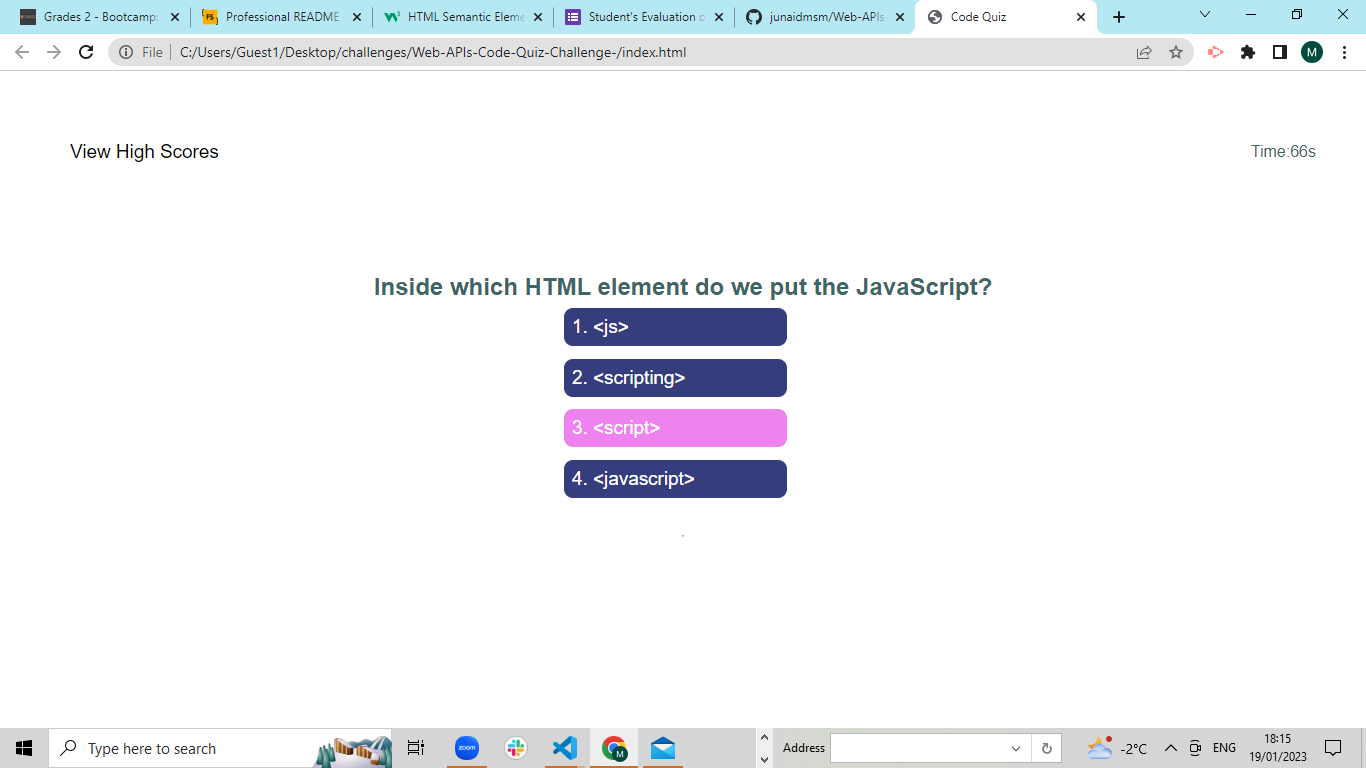 Grades 2 - Bootcamp
Professional README
HTML Semantic Eleme
Student's Evaluation o
junaidmsm/Web-APIs-
Code Quiz
File
C:/Users/Guest1/Desktop/challenges/Web-APIs-Code-Quiz-Challenge-/index.html
M
View High Scores
Time:66s
Inside which HTML element do we put the JavaScript?
1. <js>
2. <scripting>
3. <script>
4. <javascript>
Type here to search
zoom
M
Address
-2°C
ENG
18:15
19/01/2023